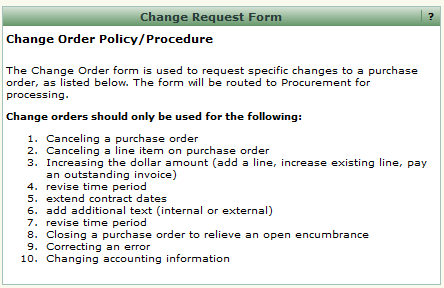 Change Request Form ?
Change Order Policy/Procedure
The Change Order form is used to request specific changes to a purchase
order, as listed below. The form will be routed to Procurement for
processing.
Change orders should only be used for the following:
1. Canceling a purchase order
2. Canceling a line item on purchase order
3. Increasing the dollar amount (add a line, increase existing line, pay
an outstanding invoice)
4. revise time period
5. extend contract dates
6. add additional text (internal or external)
7. revise time period
8. Closing a purchase order to relieve an open encumbrance
9. Correcting an error
10. Changing accounting information